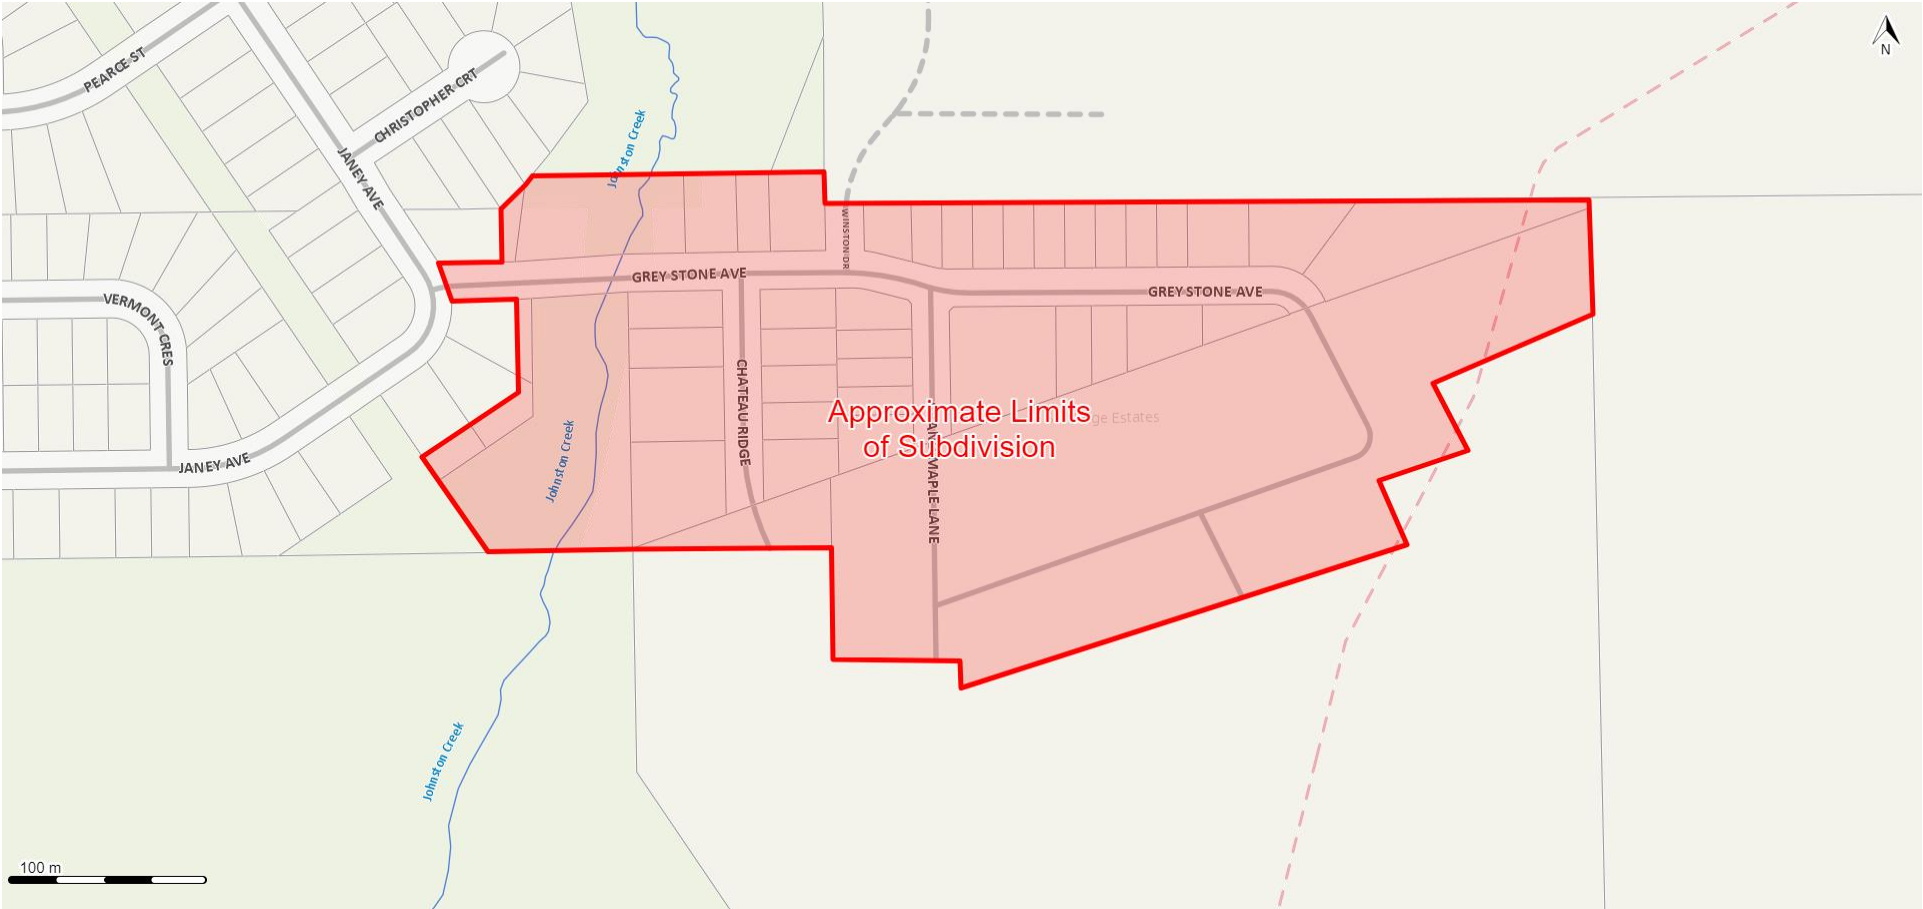 PEARCE ST
CHRISTOPHER CRT
JANEY AVE
Johnston Creek
N
WINSTON DR
GREY STONE AVE
GREY STONE AVE
VERMONT CRES
CHATEAU RIDGE
Approximate Limits
of Subdivision
Estates
MAPLE LANE
Johnston Creek
JANEY AVE
Johnston Creek
100 m